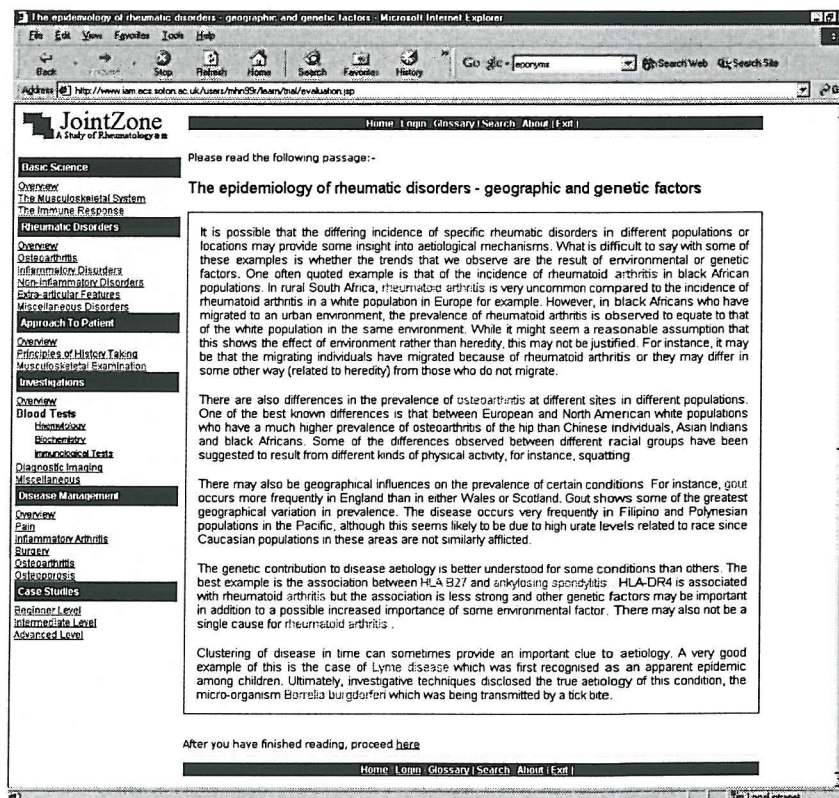 The epidemiology of rheumatic disorders - geographic and genetic factors - Microsoft Internet Explorer
File Edit View Favorites Tools Help
Back Stop Refresh Home Search Favorites History Google - eponyms Search Web Search Site
Address http://www.iam.ecs.soton.ac.uk/users/mhn99r/learn/trial/evaluation.jsp
JointZone
A Study of Rheumatology
Home Login Glossary | Search About | Exit |
Basic Science
Overview
The Musculoskeletal System
The Immune Response
Rheumatic Disorders
Overview
Osteoarthritis
Inflammatory Disorders
Non-inflammatory Disorders
Extra-articular Features
Miscellaneous Disorders
Approach To Patient
Overview
Principles of History Taking
Musculoskeletal Examination
Investigations
Overview
Blood Tests
Haematology
Biochemistry
Immunological Tests
Diagnostic Imaging
Miscellaneous
Disease Management
Overview
Pain
Inflammatory Arthritis
Surgery
Osteoarthritis
Osteoporosis
Case Studies
Beginner Level
Intermediate Level
Advanced Level
Please read the following passage:-
The epidemiology of rheumatic disorders - geographic and genetic factors
It is possible that the differing incidence of specific rheumatic disorders in different populations or
locations may provide some insight into aetiological mechanisms. What is difficult to say with some of
these examples is whether the trends that we observe are the result of environmental or genetic
factors. One often quoted example is that of the incidence of rheumatoid arthritis in black African
populations. In rural South Africa, rheumatoid arthritis is very uncommon compared to the incidence of
rheumatoid arthritis in a white population in Europe for example. However, in black Africans who have
migrated to an urban environment, the prevalence of rheumatoid arthritis is observed to equate to that
of the white population in the same environment. While it might seem a reasonable assumption that
this shows the effect of environment rather than heredity, this may not be justified. For instance, it may
be that the migrating individuals have migrated because of rheumatoid arthritis or they may differ in
some other way (related to heredity) from those who do not migrate.
There are also differences in the prevalence of osteoarthritis at different sites in different populations.
One of the best known differences is that between European and North American white populations
who have a much higher prevalence of osteoarthritis of the hip than Chinese individuals, Asian Indians
and black Africans. Some of the differences observed between different racial groups have been
suggested to result from different kinds of physical activity, for instance, squatting
There may also be geographical influences on the prevalence of certain conditions. For instance, gout
occurs more frequently in England than in either Wales or Scotland. Gout shows some of the greatest
geographical variation in prevalence. The disease occurs very frequently in Filipino and Polynesian
populations in the Pacific, although this seems likely to be due to high urate levels related to race since
Caucasian populations in these areas are not similarly afflicted.
The genetic contribution to disease aetiology is better understood for some conditions than others. The
best example is the association between HLA B27 and ankylosing spondylitis . HLA-DR4 is associated
with rheumatoid arthritis but the association is less strong and other genetic factors may be important
in addition to a possible increased importance of some environmental factor. There may also not be a
single cause for rheumatoid arthritis .
Clustering of disease in time can sometimes provide an important clue to aetiology. A very good
example of this is the case of Lyme disease which was first recognised as an apparent epidemic
among children. Ultimately, investigative techniques disclosed the true aetiology of this condition, the
micro-organism Borrelia burgdorferi which was being transmitted by a tick bite.
After you have finished reading, proceed here
Home Login Glossary | Search About | Exit |
Local intranet